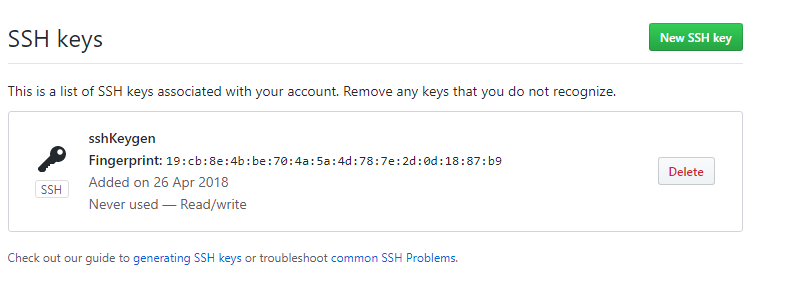 SSH keys
New SSH key
This is a list of SSH keys associated with your account. Remove any keys that you do not recognize.
sshKeygen
Fingerprint: 19:cb:8e:4b:be:70:4a:5a:4d:78:7e:2d:0d:18:87:b9
SSH
Added on 26 Apr 2018
Never used — Read/write
Delete
Check out our guide to generating SSH keys or troubleshoot common SSH Problems.